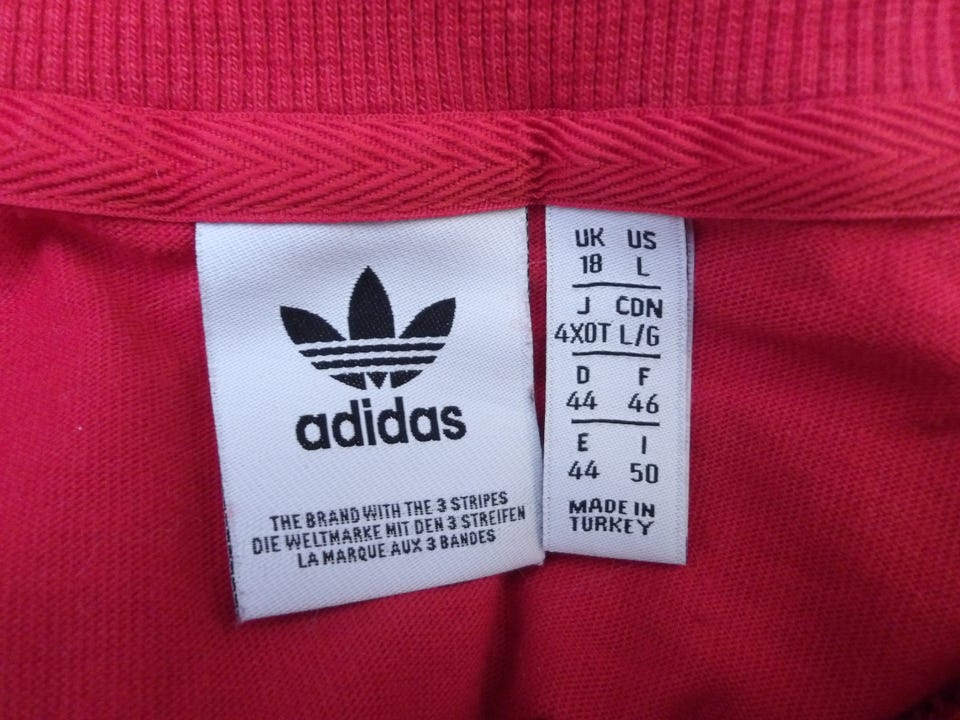 adidas
THE BRAND WITH THE 3 STRIPES
DIE WELTMARKE MIT DEN 3 STREIFEN
LA MARQUE AUX 3 BANDES
UK US
18 L
J CDN
4XOT L/G
D F
44 46
E I
44 50
MADE IN
TURKEY